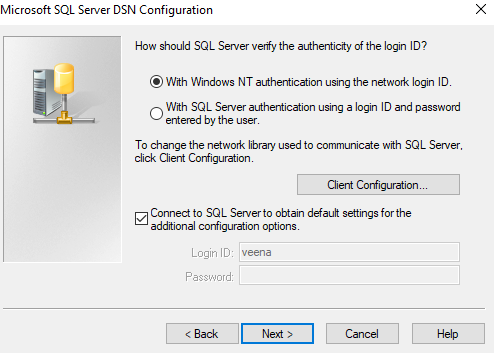 Microsoft SQL Server DSN Configuration
How should SQL Server verify the authenticity of the login ID?
With Windows NT authentication using the network login ID.
With SQL Server authentication using a login ID and password
entered by the user.
To change the network library used to communicate with SQL Server,
click Client Configuration.
Client Configuration...
Connect to SQL Server to obtain default settings for the
additional configuration options.
Login ID: veena
Password:
< Back Next > Cancel Help